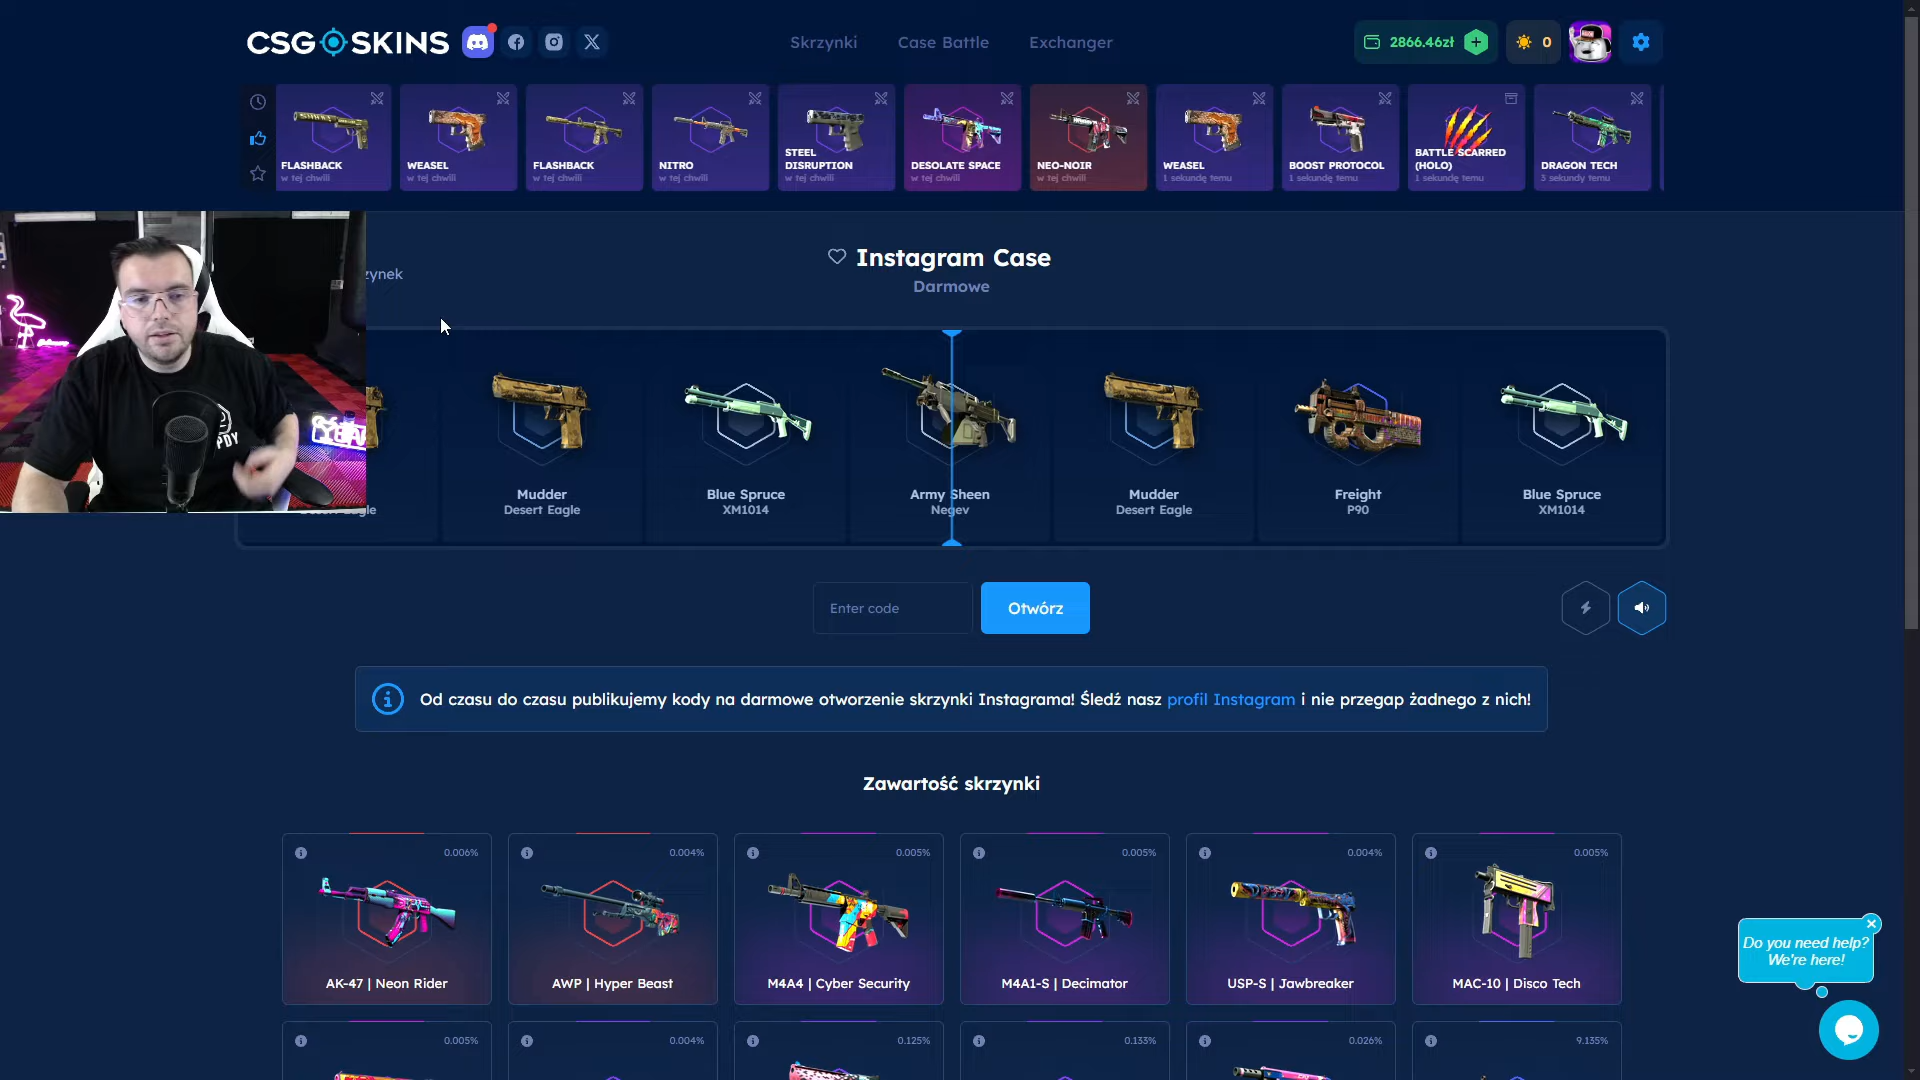 CSG SKINS
Skrzynki
Case Battle
Exchanger
2866.46zł
0
FLASHBACK
w tej chwili
WEASEL
w tej chwili
FLASHBACK
w tej chwili
NITRO
w tej chwili
STEEL
DISRUPTION
w tej chwili
DESOLATE SPACE
w tej chwili
NEO-NOIR
w tej chwili
WEASEL
1 sekundę temu
BOOST PROTOCOL
1 sekundę temu
BATTLE SCARRED
(HOLO)
1 sekundę temu
DRAGON TECH
3 sekundy temu
zynek
Instagram Case
Darmowe
PDY
YEAH
Desert Eagle
Mudder
Desert Eagle
Blue Spruce
XM1014
Army Sheen
Negev
Mudder
Desert Eagle
Freight
P90
Blue Spruce
XM1014
Enter code
Otwórz
Od czasu do czasu publikujemy kody na darmowe otworzenie skrzynki Instagrama! Śledź nasz profil Instagram i nie przegap żadnego z nich!
Zawartość skrzynki
0.006%
AK-47 | Neon Rider
0.004%
AWP | Hyper Beast
0.005%
M4A4 | Cyber Security
0.005%
M4A1-S | Decimator
0.004%
USP-S | Jawbreaker
0.005%
MAC-10 | Disco Tech
0.005%
0.004%
0.125%
0.133%
0.026%
9.135%
Do you need help?
We're here!